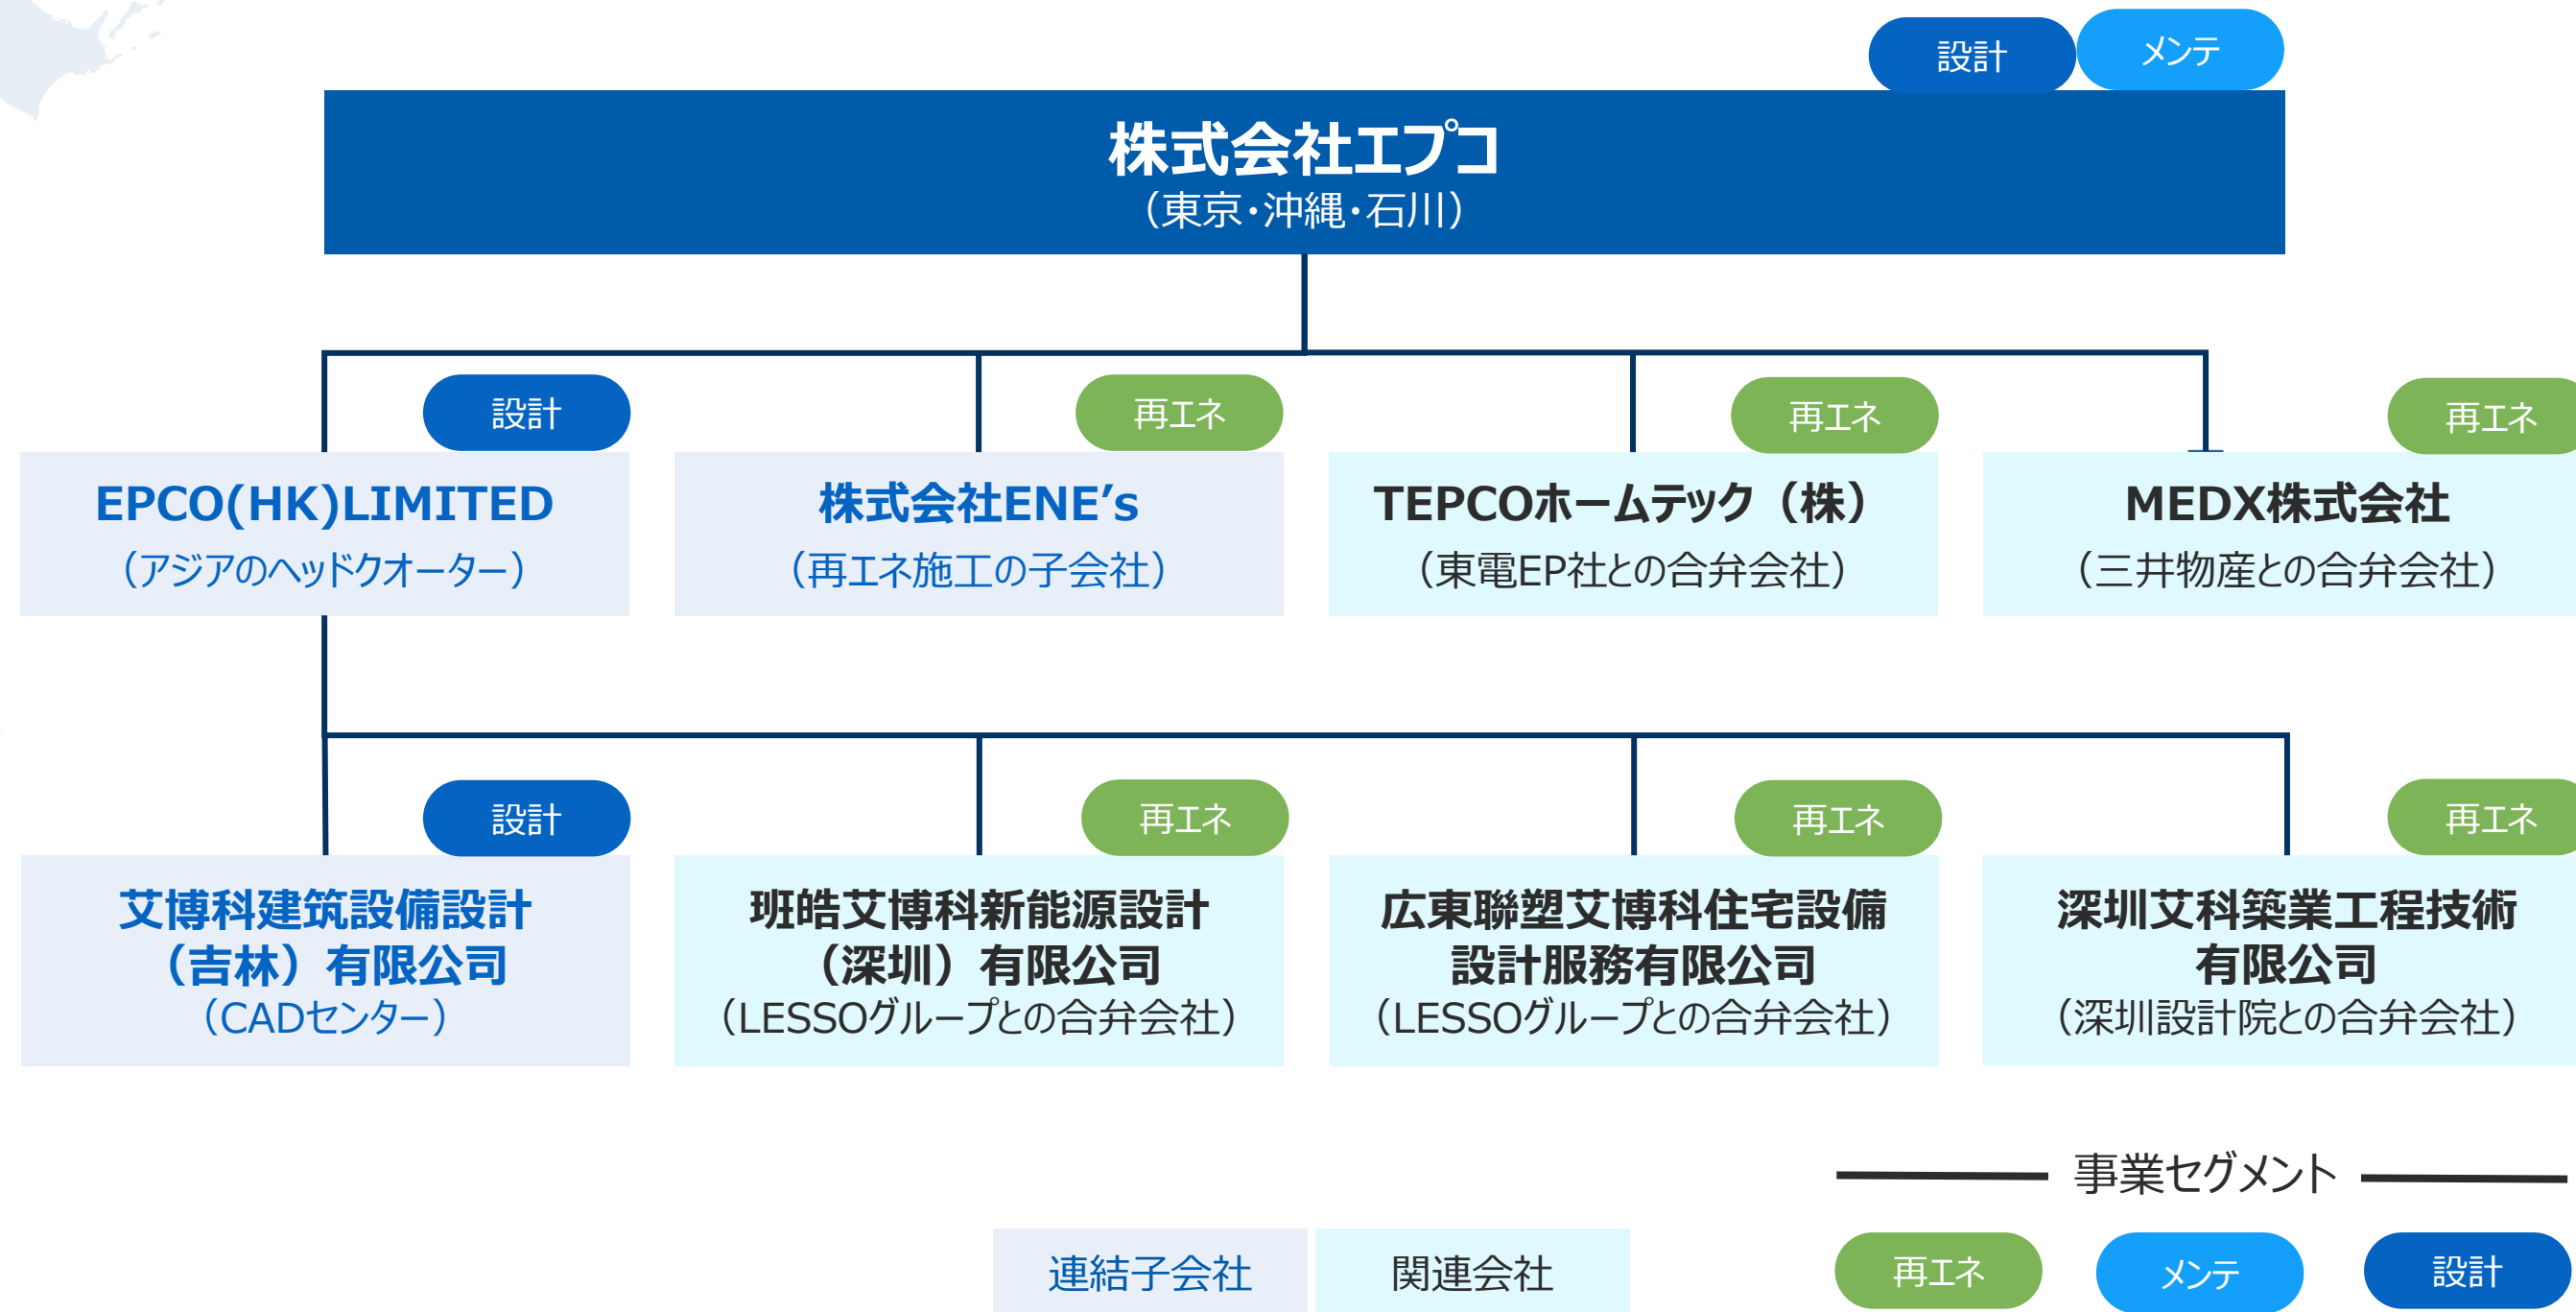 設計
メンテ
株式会社エプコ
（東京・沖縄・石川）
設計
再エネ
再エネ
再エネ
EPCO(HK)LIMITED
（アジアのヘッドクオーター）
株式会社ENE’s
（再エネ施工の子会社）
TEPCOホームテック（株）
（東電EP社との合弁会社）
MEDX株式会社
（三井物産との合弁会社）
設計
再エネ
再エネ
再エネ
艾博科建筑設備設計
（吉林）有限公司
（CADセンター）
班皓艾博科新能源設計
（深圳）有限公司
（LESSOグループとの合弁会社）
広東聯塑艾博科住宅設備
設計服務有限公司
（LESSOグループとの合弁会社）
深圳艾科築業工程技術
有限公司
（深圳設計院との合弁会社）
事業セグメント
連結子会社
関連会社
再エネ
メンテ
設計